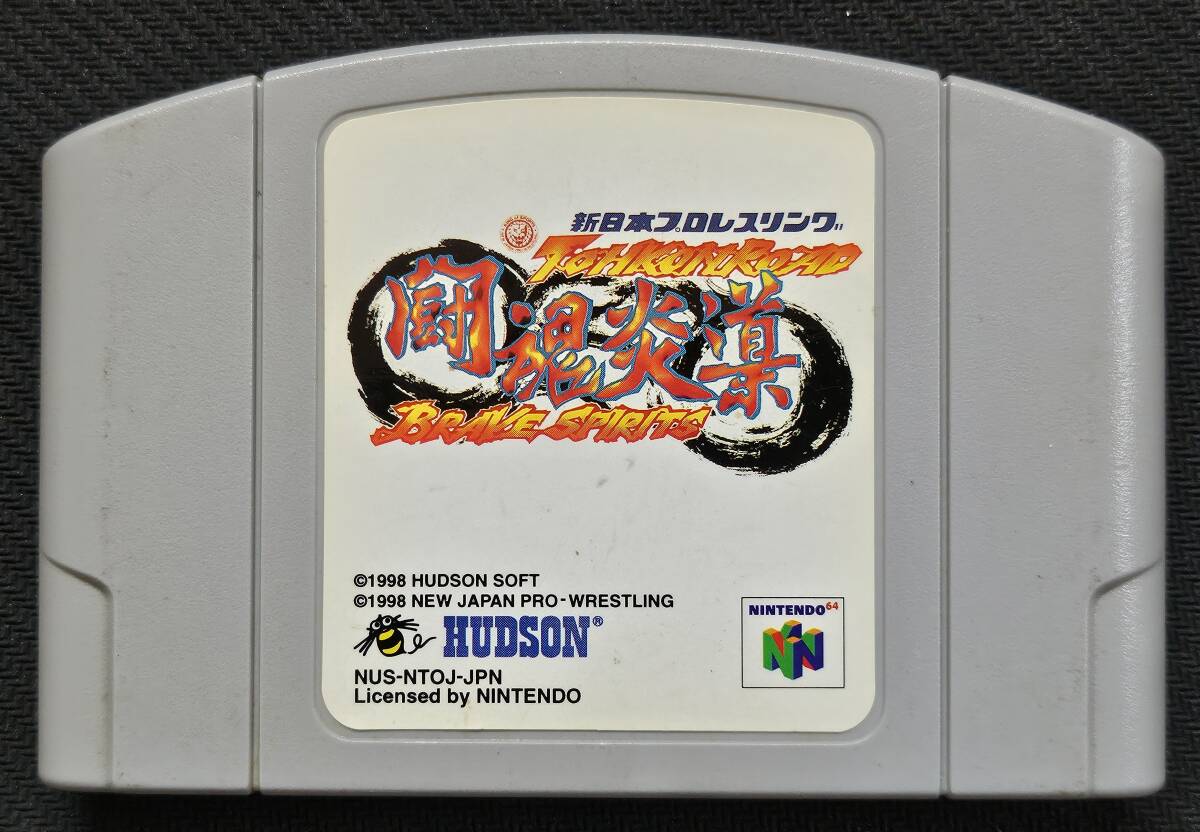 新日本プロレスリング
TOHKON ROAD
闘魂炎導
BRAVE SPIRITS
©1998 HUDSON SOFT
©1998 NEW JAPAN PRO-WRESTLING
HUDSON®
NINTENDO64
NUS-NTOJ-JPN
Licensed by NINTENDO